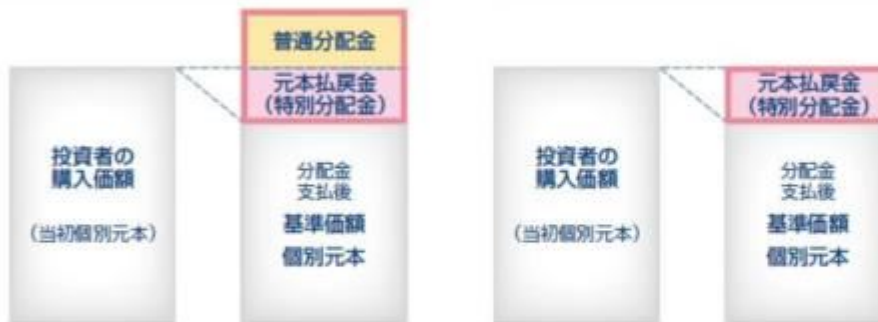 普通分配金
元本払戻金
（特別分配金）
投資者の
購入価額
（当初個別元本）
分配金
支払後
基準価額
個別元本
元本払戻金
（特別分配金）
投資者の
購入価額
（当初個別元本）
分配金
支払後
基準価額
個別元本